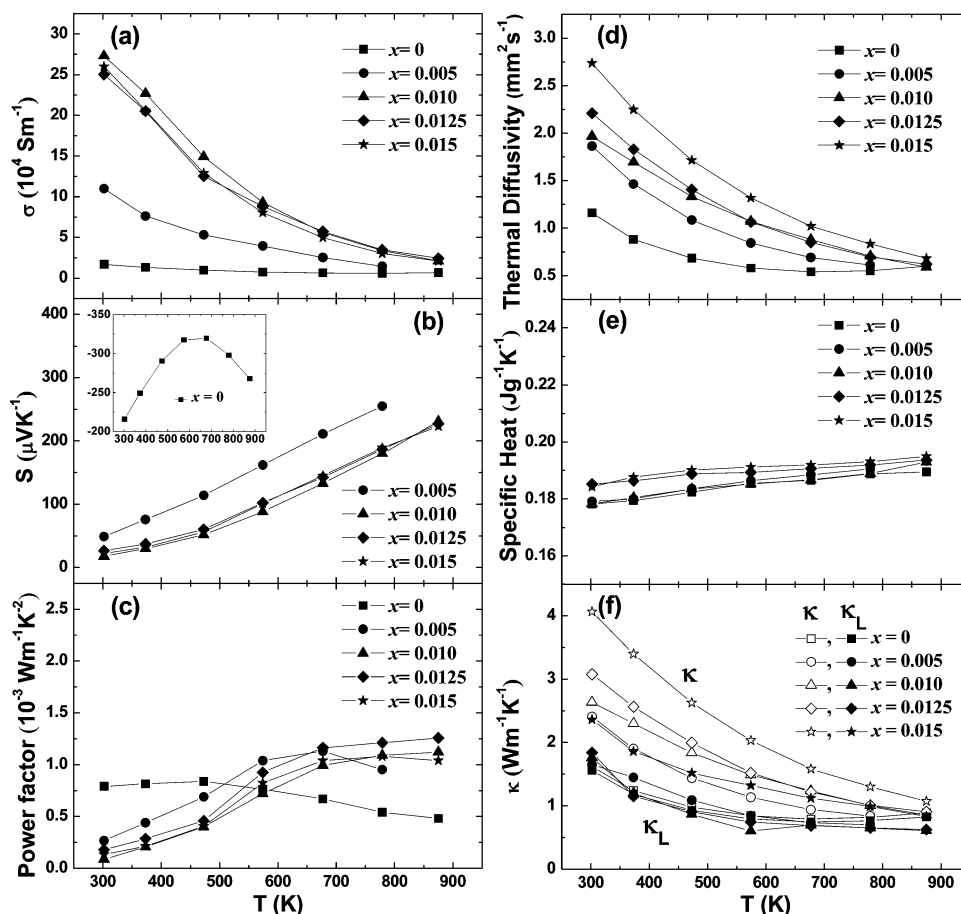 (a)
σ (10⁴ Sm⁻¹)
30
25
20
15
10
5
0
x= 0
x= 0.005
x= 0.010
x= 0.0125
x= 0.015
(b)
S (μVK⁻¹)
400
300
200
100
0
-350
-300
-250
-200
300 400 500 600 700 800 900
x = 0
x= 0.005
x= 0.010
x= 0.0125
x= 0.015
(c)
Power factor (10⁻³ Wm⁻¹K⁻²)
2.5
2.0
1.5
1.0
0.5
0.0
x= 0
x= 0.005
x= 0.010
x= 0.0125
x= 0.015
300 400 500 600 700 800 900
T (K)
(d)
Thermal Diffusivity (mm²s⁻¹)
3.0
2.5
2.0
1.5
1.0
0.5
x= 0
x= 0.005
x= 0.010
x= 0.0125
x= 0.015
(e)
Specific Heat (Jg⁻¹K⁻¹)
0.24
0.22
0.20
0.18
0.16
x= 0
x= 0.005
x= 0.010
x= 0.0125
x= 0.015
(f)
κ (Wm⁻¹K⁻¹)
4
3
2
1
0
κ κL
, x = 0
, x = 0.005
, x = 0.010
, x = 0.0125
, x = 0.015
κ
κL
300 400 500 600 700 800 900
T (K)